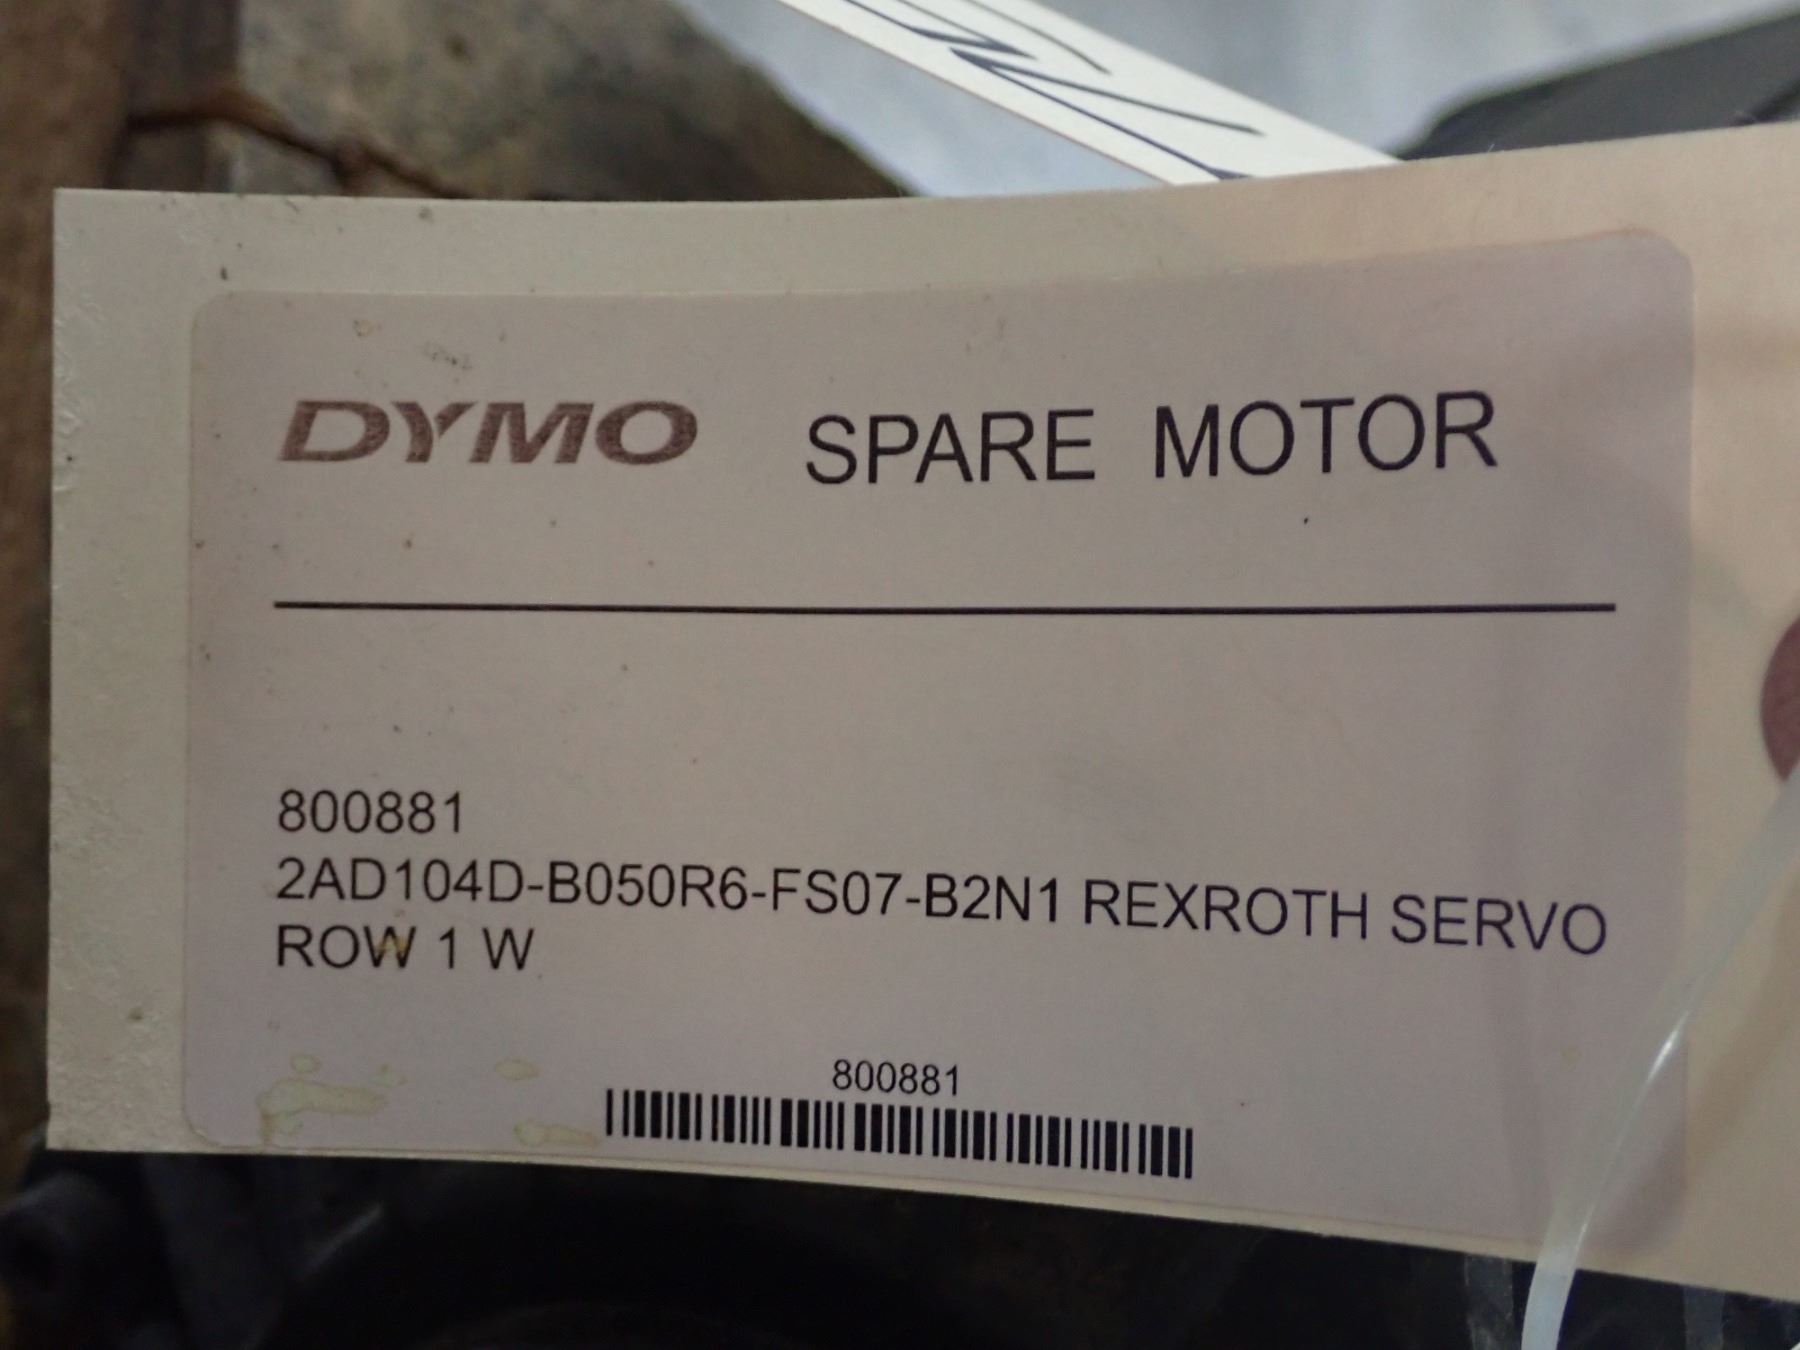 DYMO SPARE MOTOR
800881
2AD104D-B050R6-FS07-B2N1 REXROTH SERVO
ROW 1 W
800881